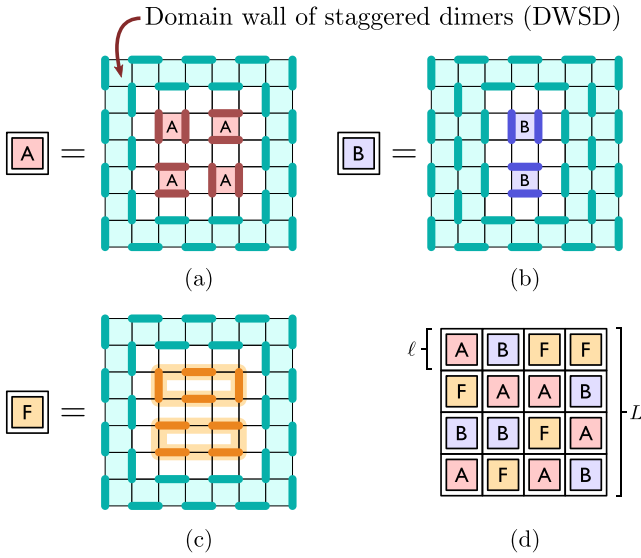 Domain wall of staggered dimers (DWSD)
A =
A A
A A
(a)
B =
B
B
(b)
F =
(c)
ℓ
A B F F
F A A B
B B F A
A F A B
L
(d)